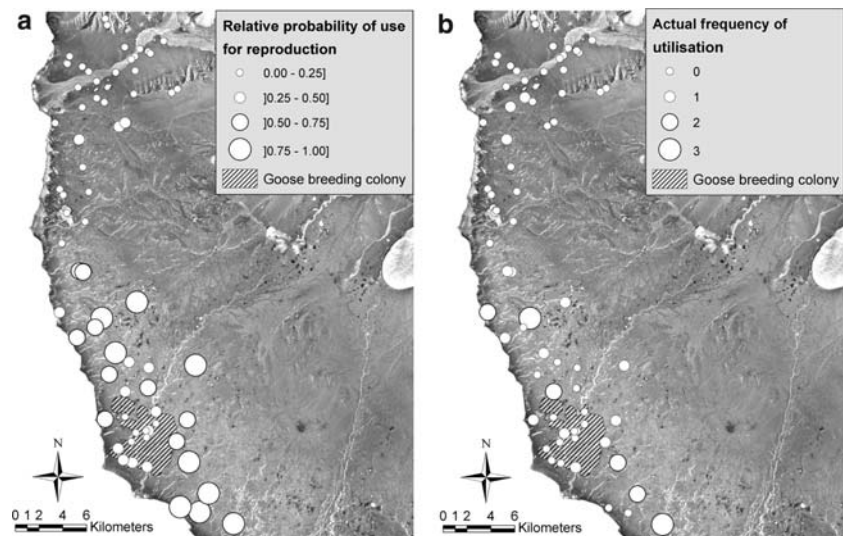 a
Relative probability of use
for reproduction
0.00 - 0.25]
]0.25 - 0.50]
]0.50 - 0.75]
]0.75 - 1.00]
Goose breeding colony
N
0 1 2 4 6
Kilometers
b
Actual frequency of
utilisation
0
1
2
3
Goose breeding colony
N
0 1 2 4 6
Kilometers